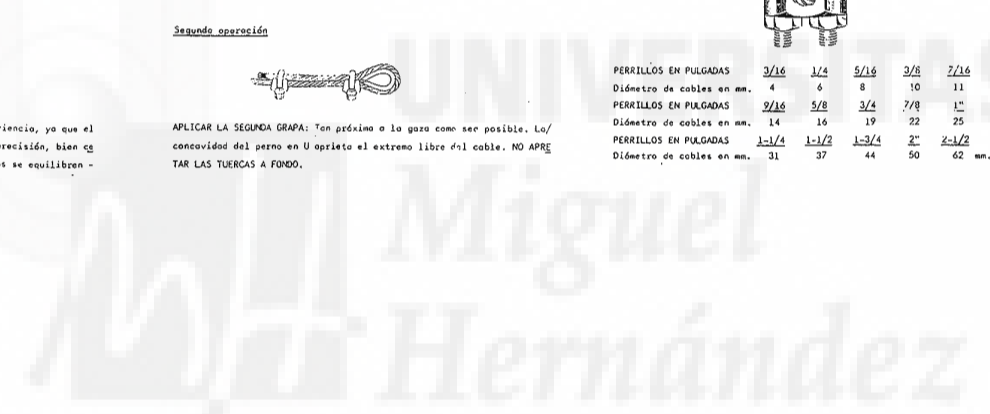 Segunda operación
riencia, ya que el
recisión, bien ce
s se equilibren -
APLICAR LA SEGUNDA GRAPA: Tan próxima a la gaza como ser posible. La/
concavidad del perno en U aprieta el extremo libre del cable. NO APRE
TAR LAS TUERCAS A FONDO.
PERRILLOS EN PULGADAS 3/16 1/4 5/16 3/8 7/16
Diámetro de cables en mm. 4 6 8 10 11
PERRILLOS EN PULGADAS 9/16 5/8 3/4 7/8 1"
Diámetro de cables en mm. 14 16 19 22 25
PERRILLOS EN PULGADAS 1-1/4 1-1/2 1-3/4 2" 2-1/2
Diómetro de cables en mm. 31 37 44 50 62 mm.
UNIVERSITAS
Miguel
Hernández